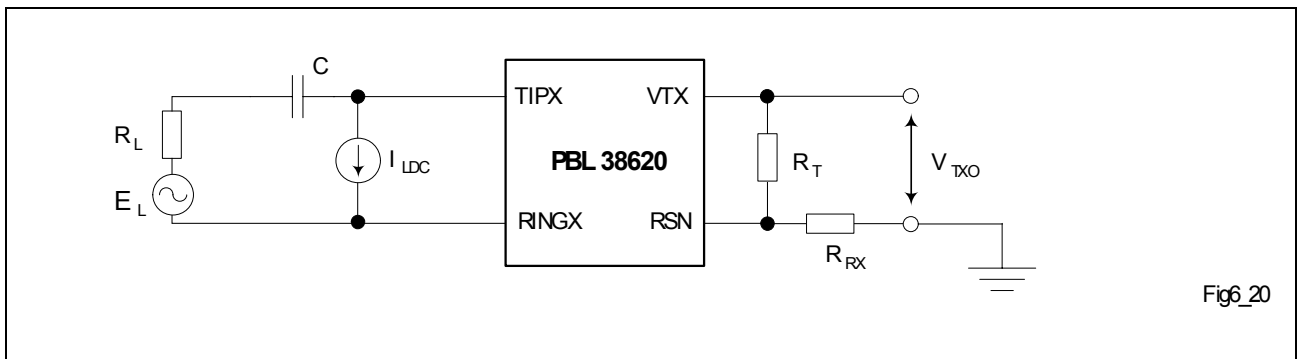 C
TIPX
VTX
R L
I LDC
PBL 38620
R T
V TXO
E L
RINGX
RSN
R RX
Fig6_20